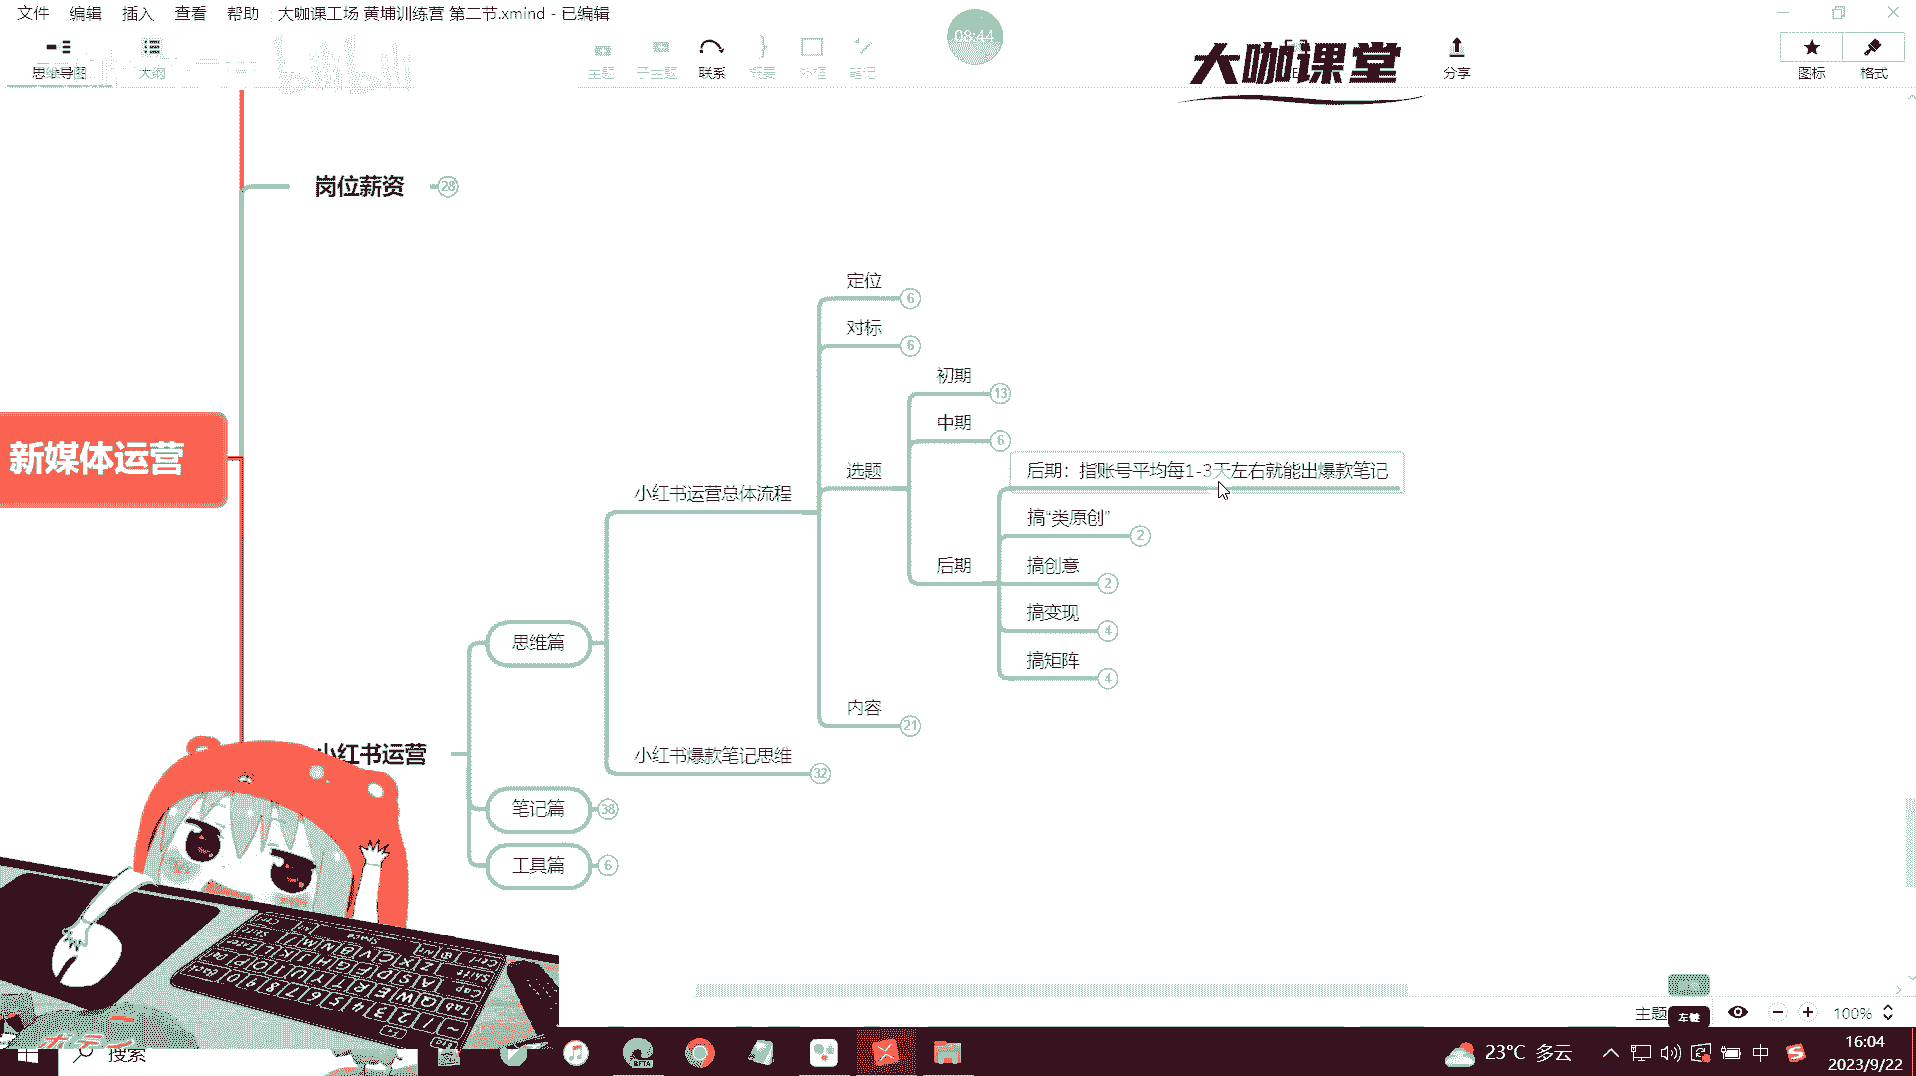 文件 编辑 插入 查看 帮助 大咖课工场 黄埔训练营 第二节.xmind - 已编辑
思维导图 大纲 主题 子主题 联系 概要 外框 笔记 08:44 大咖课堂 分享 图标 格式
岗位薪资 28
定位 6
对标 6
初期 13
中期 6
新媒体运营
选题
后期：指账号平均每1-3天左右就能出爆款笔记
小红书运营总体流程
搞“类原创” 2
后期
搞创意 2
搞变现 4
思维篇
搞矩阵 4
内容 21
小红书运营
小红书爆款笔记思维 32
笔记篇 38
工具篇 6
主题
左键
100%
搜索
23°C 多云
中
16:04
2023/9/22